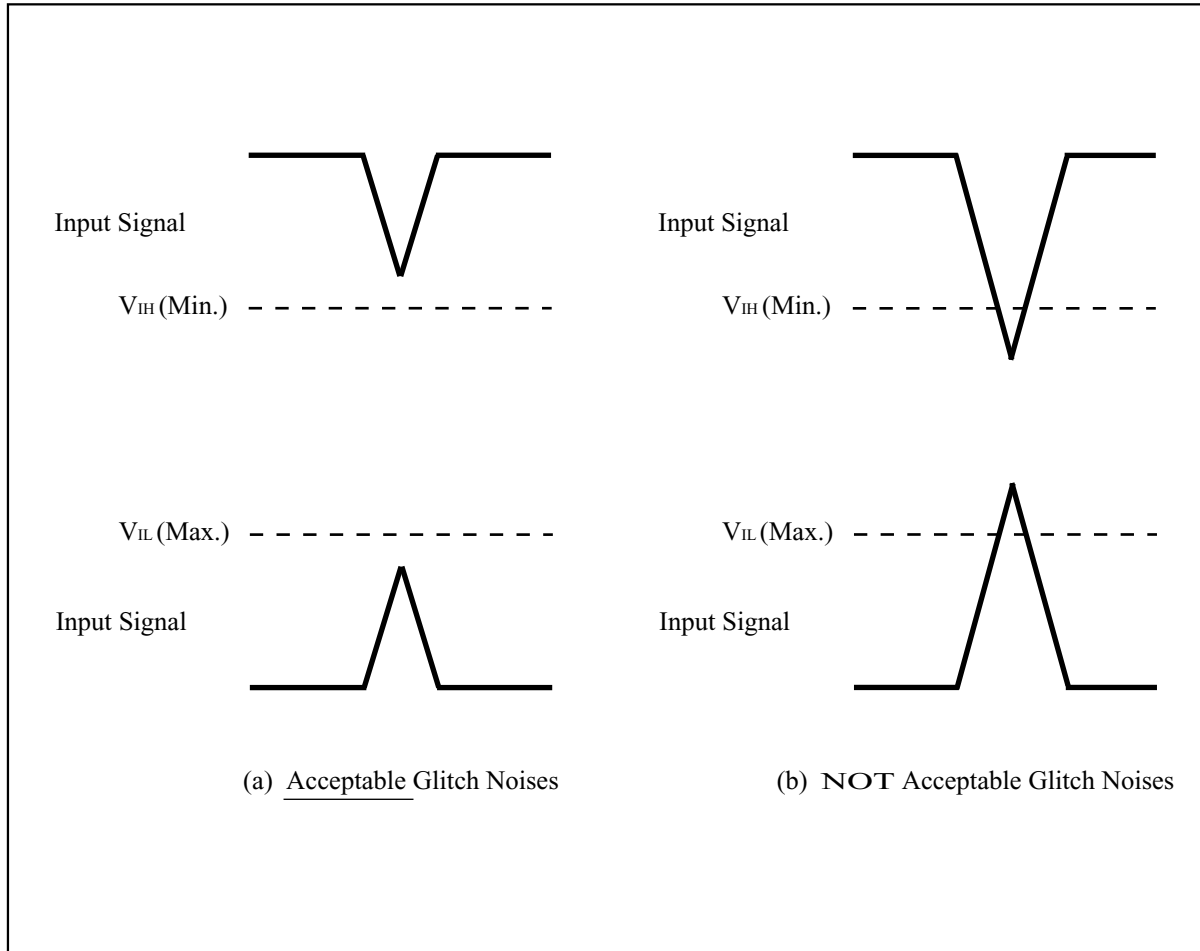 Input Signal
VIH (Min.)
VIL (Max.)
Input Signal
(a) Acceptable Glitch Noises
Input Signal
VIH (Min.)
VIL (Max.)
Input Signal
(b) NOT Acceptable Glitch Noises